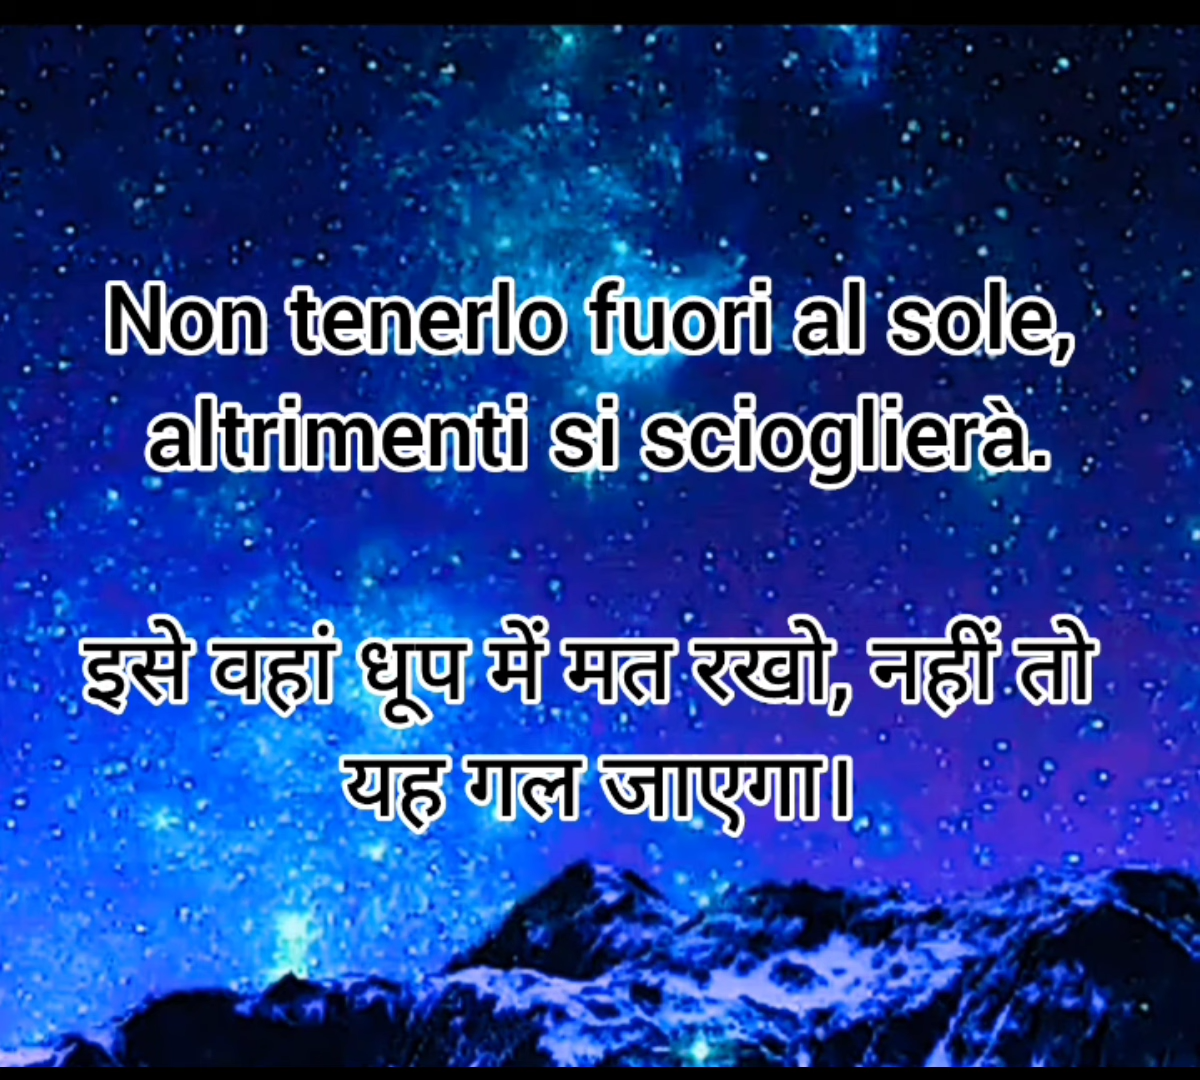 Non tenerlo fuori al sole,
altrimenti si scioglierà.
इसे वहां धूप में मत रखो, नहीं तो
यह गल जाएगा।